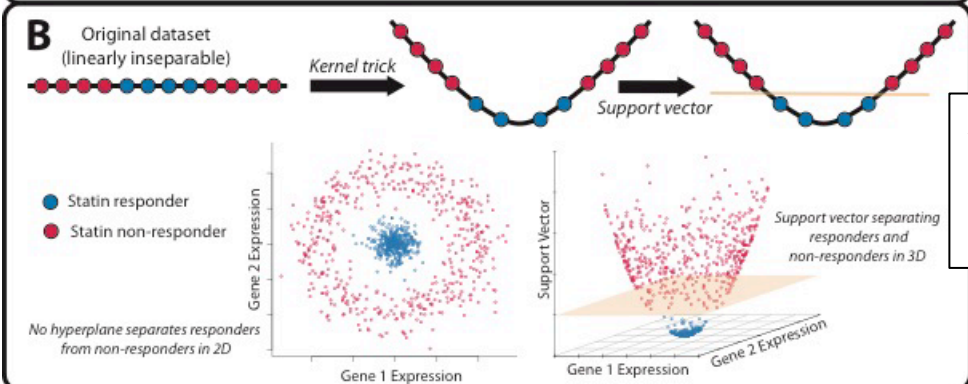 B
Original dataset
(linearly inseparable)
Kernel trick
Support vector
Statin responder
Statin non-responder
No hyperplane separates responders
from non-responders in 2D
Gene 2 Expression
Gene 1 Expression
Support Vector
Support vector separating
responders and
non-responders in 3D
Gene 1 Expression
Gene 2 Expression